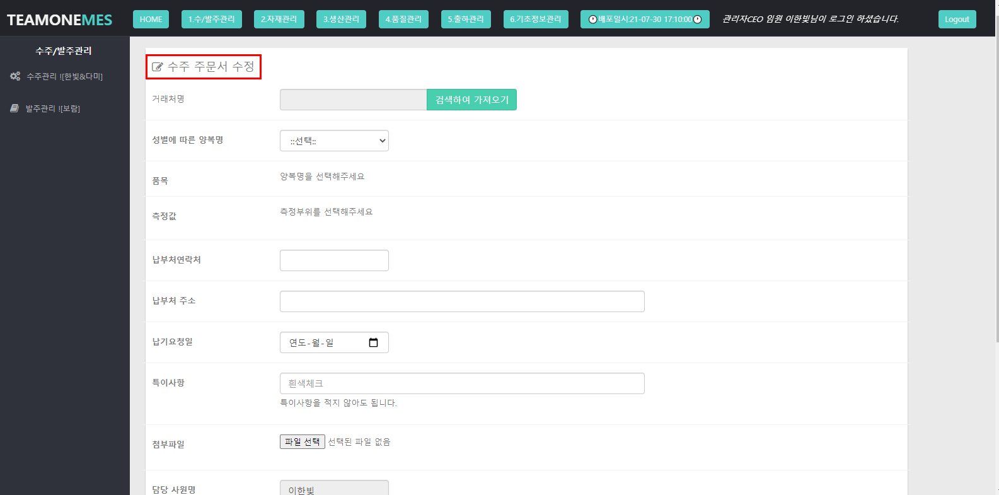 TEAMONEMES HOME 1.수/발주관리 2.자재관리 3.생산관리 4.품질관리 5.출하관리 6.기초정보관리 배포일시:21-07-30 17:10:00 관리자CEO 임원 이한빛님이 로그인 하셨습니다. Logout
수주/발주관리
수주관리 ![한빛&다미]
발주관리 ![보람]
수주 주문서 수정
거래처명 검색하여 가져오기
성별에 따른 양복명 ::선택::
품목 양복명을 선택해주세요
측정값 측정부위를 선택해주세요
납부처연락처
납부처 주소
납기요청일 연도-월-일
특이사항 흰색체크
특이사항을 적지 않아도 됩니다.
첨부파일 파일 선택 선택된 파일 없음
담당 사원명 이한빛